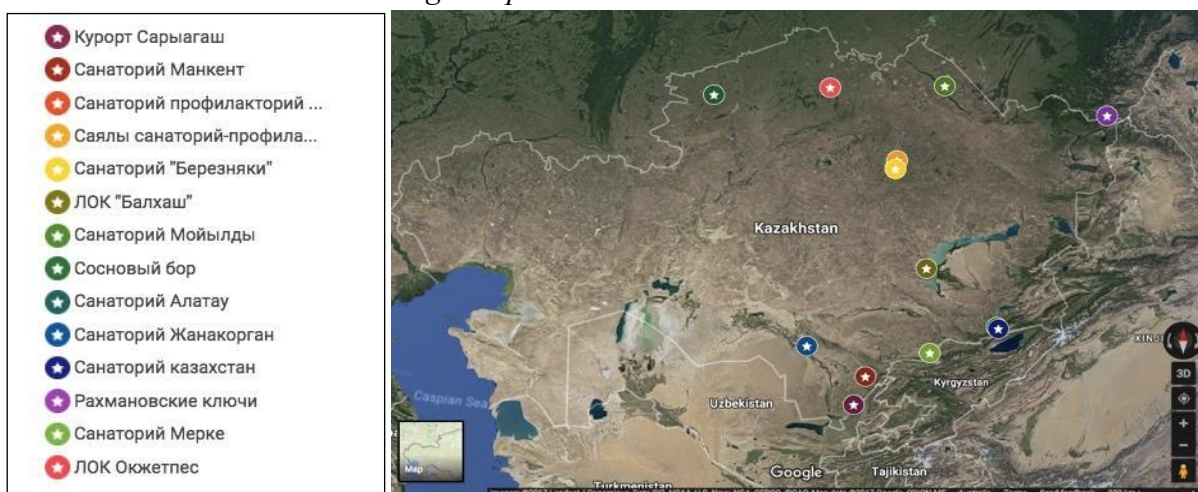 Курорт Сарыагаш
Санаторий Манкент
Санаторий профилакторий ...
Саялы санаторий-профила...
Санаторий "Березняки"
ЛОК "Балхаш"
Санаторий Мойылды
Сосновый бор
Санаторий Алатау
Санаторий Жанакорган
Санаторий казахстан
Рахмановские ключи
Санаторий Мерке
ЛОК Окжетпес
Kazakhstan
XINJ
3D
Kyrgyzstan
Caspian Sea
Uzbekistan
Map
Google
Tajikistan
Turkmenistan